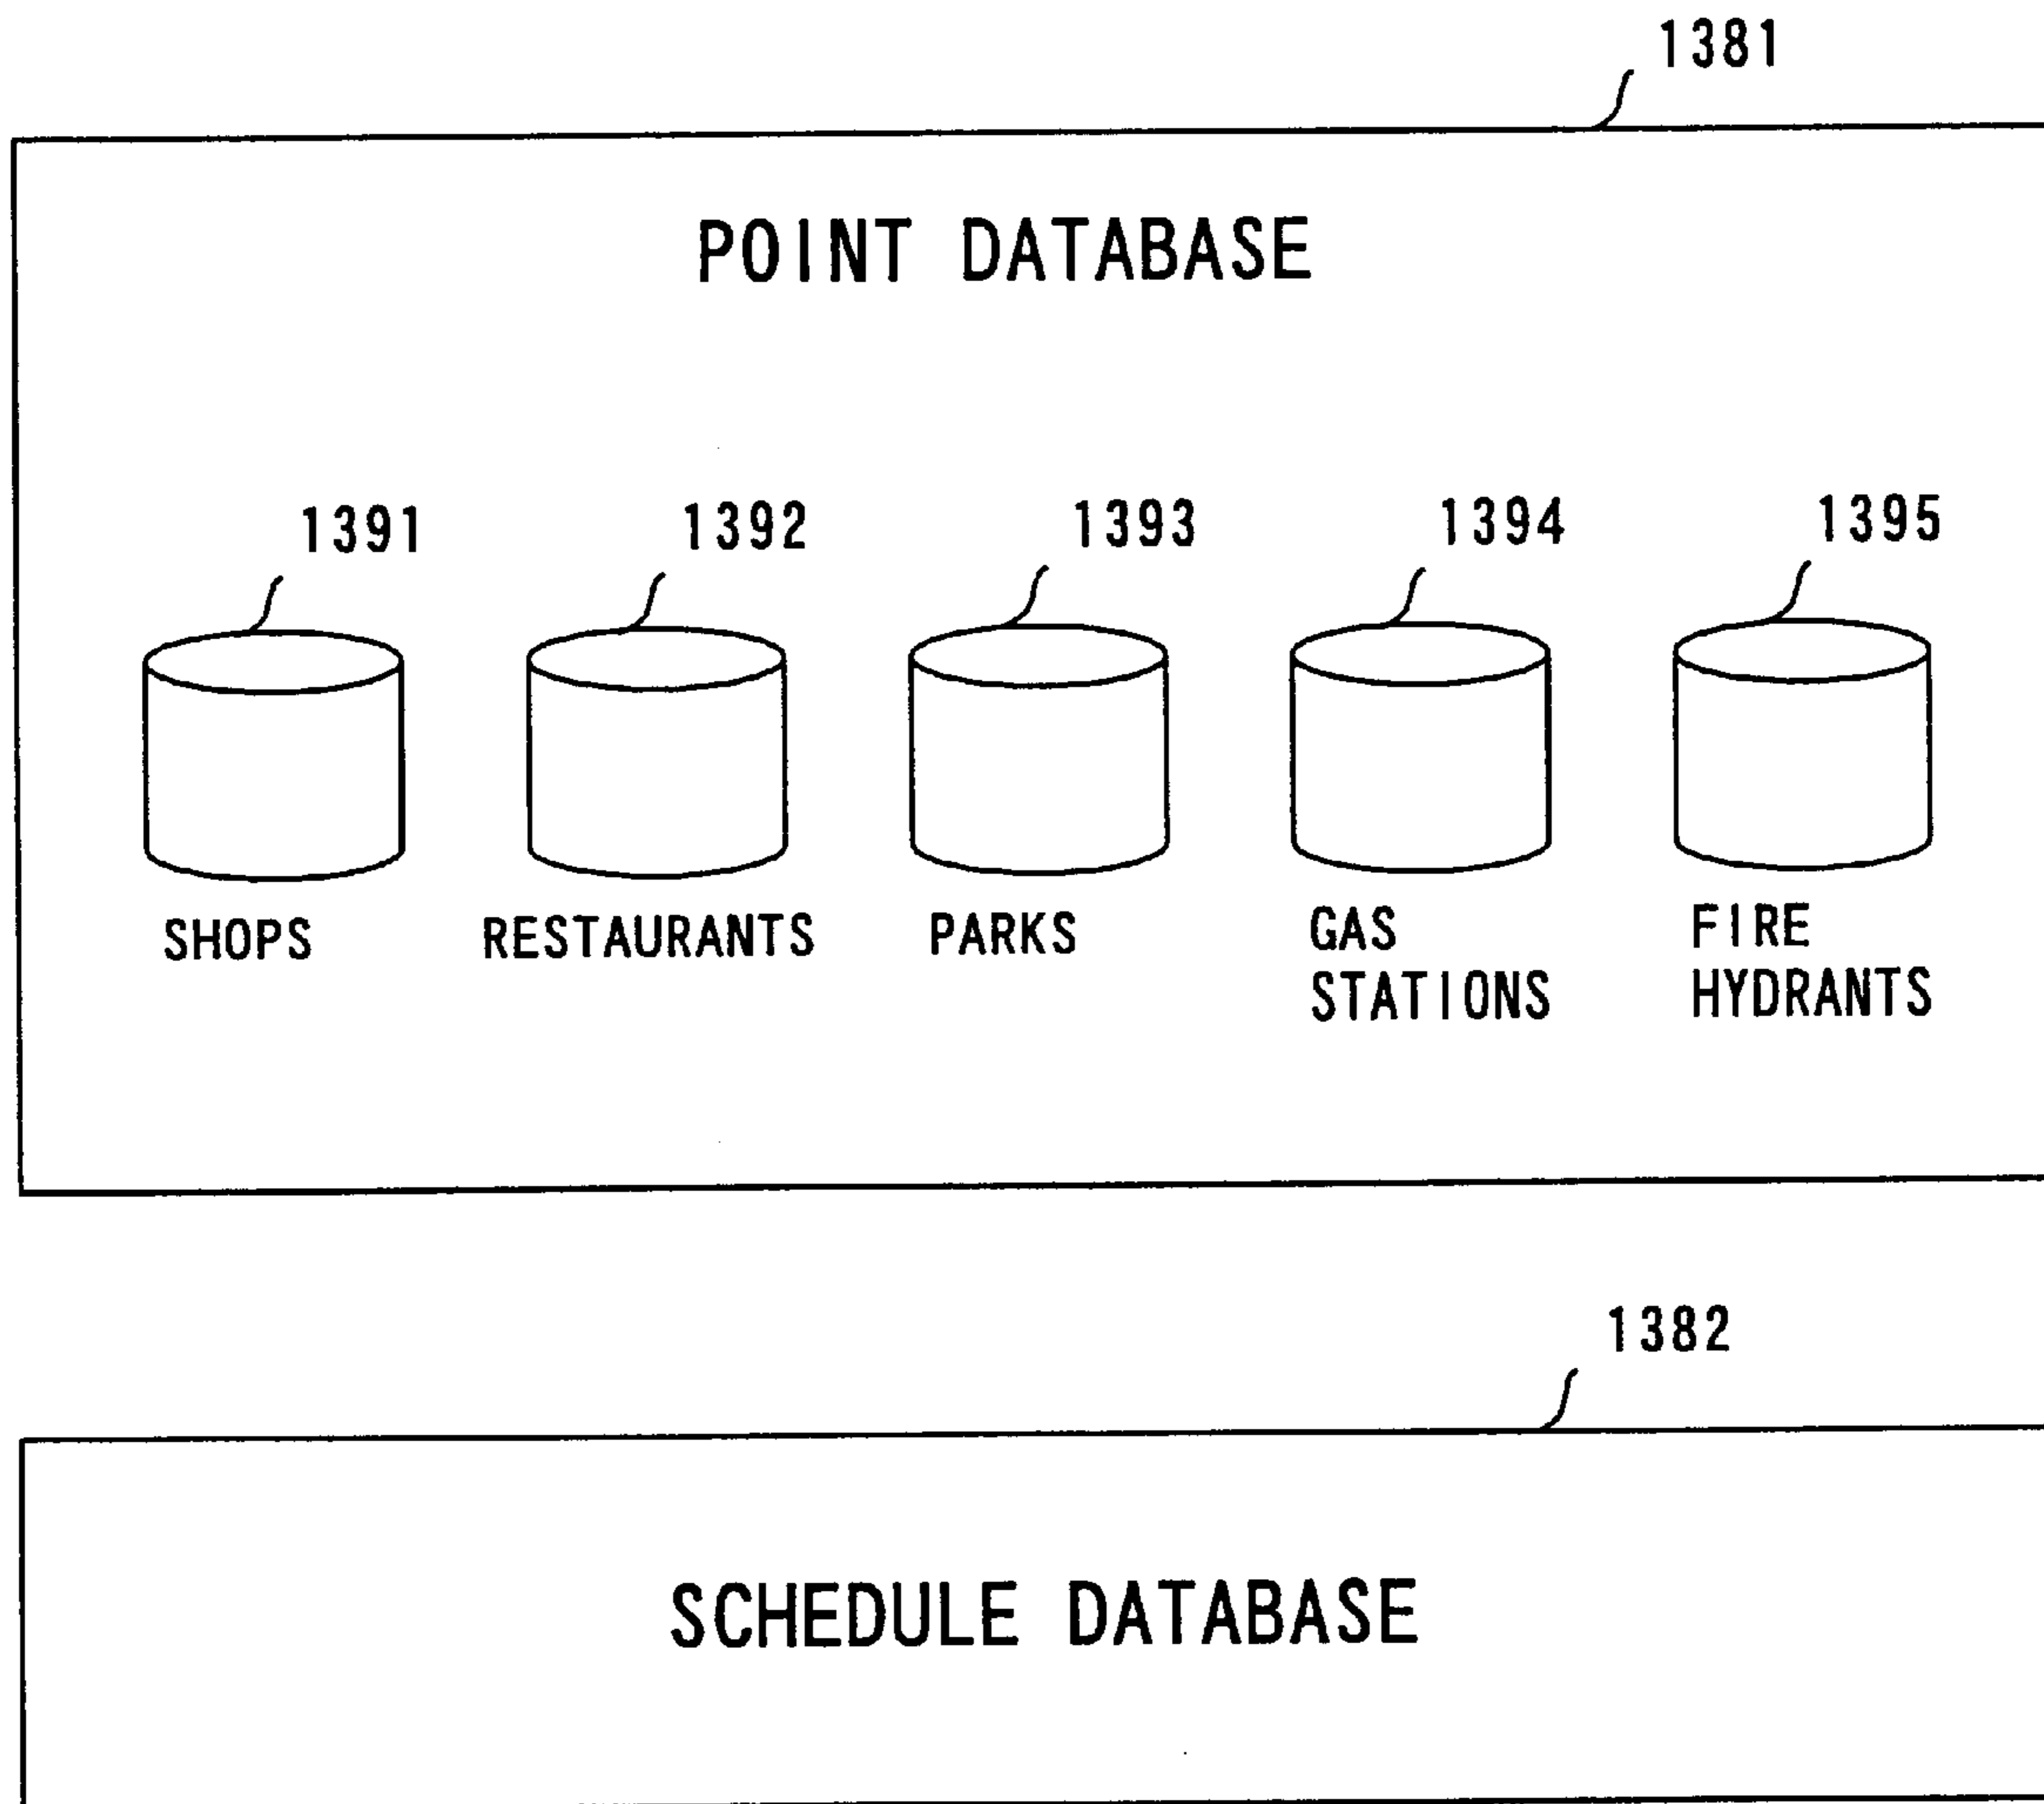 1381
POINT DATABASE
1391 1392 1393 1394 1395
SHOPS RESTAURANTS PARKS GAS STATIONS FIRE HYDRANTS
1382
SCHEDULE DATABASE